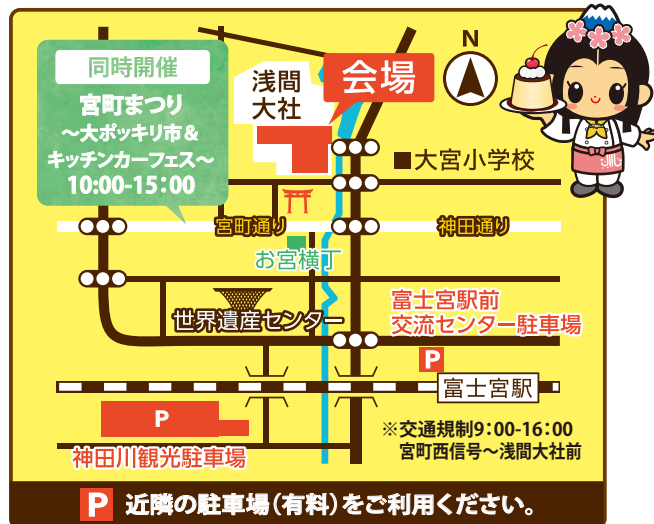 同時開催
宮町まつり
～大ポッキリ市＆
キッチンカーフェス～
10:00-15:00
浅間
大社
会場
N
大宮小学校
宮町通り
神田通り
お宮横丁
世界遺産センター
富士宮駅前
交流センター駐車場
P
富士宮駅
P
神田川観光駐車場
※交通規制9：00-16：00
宮町西信号～浅間大社前
P 近隣の駐車場（有料）をご利用ください。